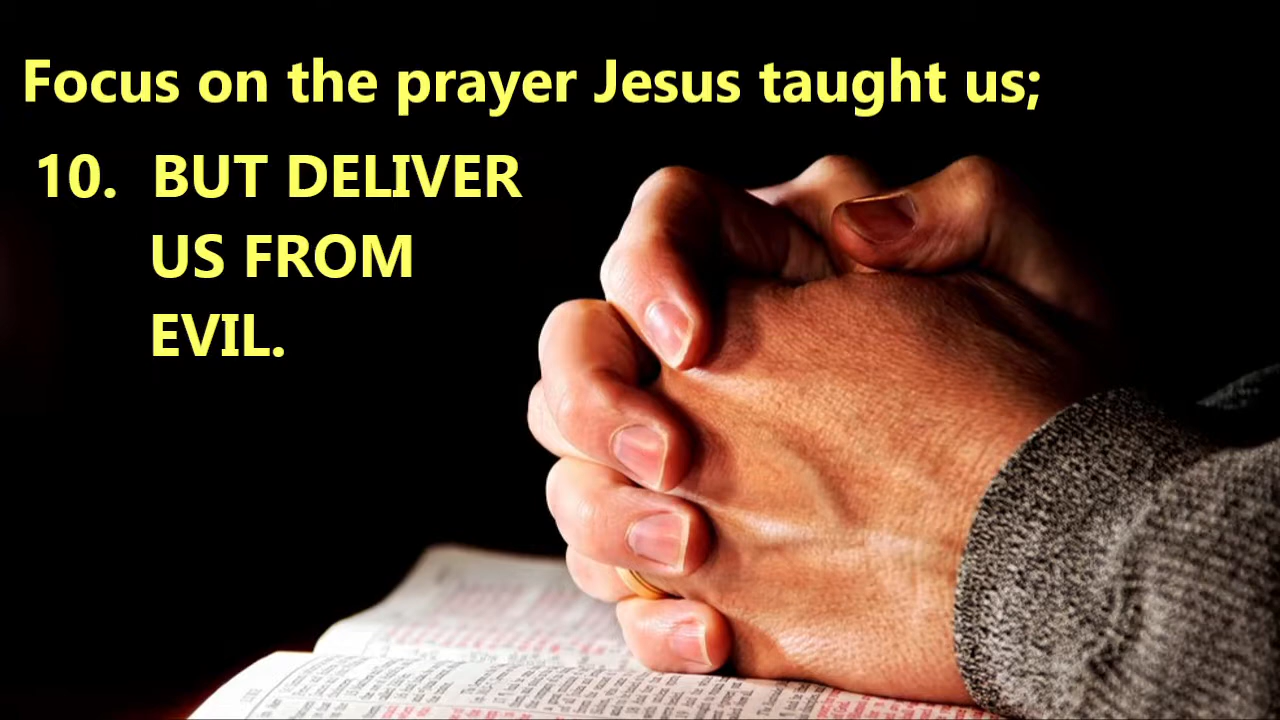 Focus on the prayer Jesus taught us;
10. BUT DELIVER
US FROM
EVIL.